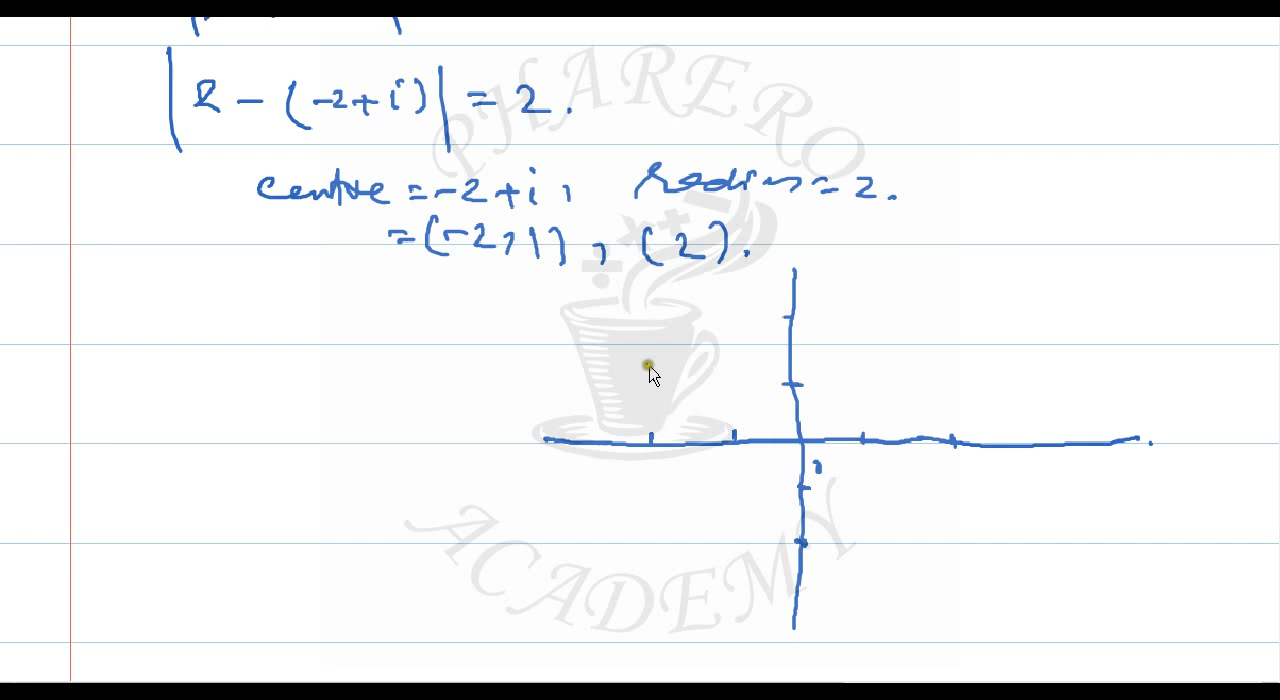 |z - (-2+i)| = 2.
centre = -2+i, radius = 2.
= (-2,1), (2).
PHARERO
ACADEMY